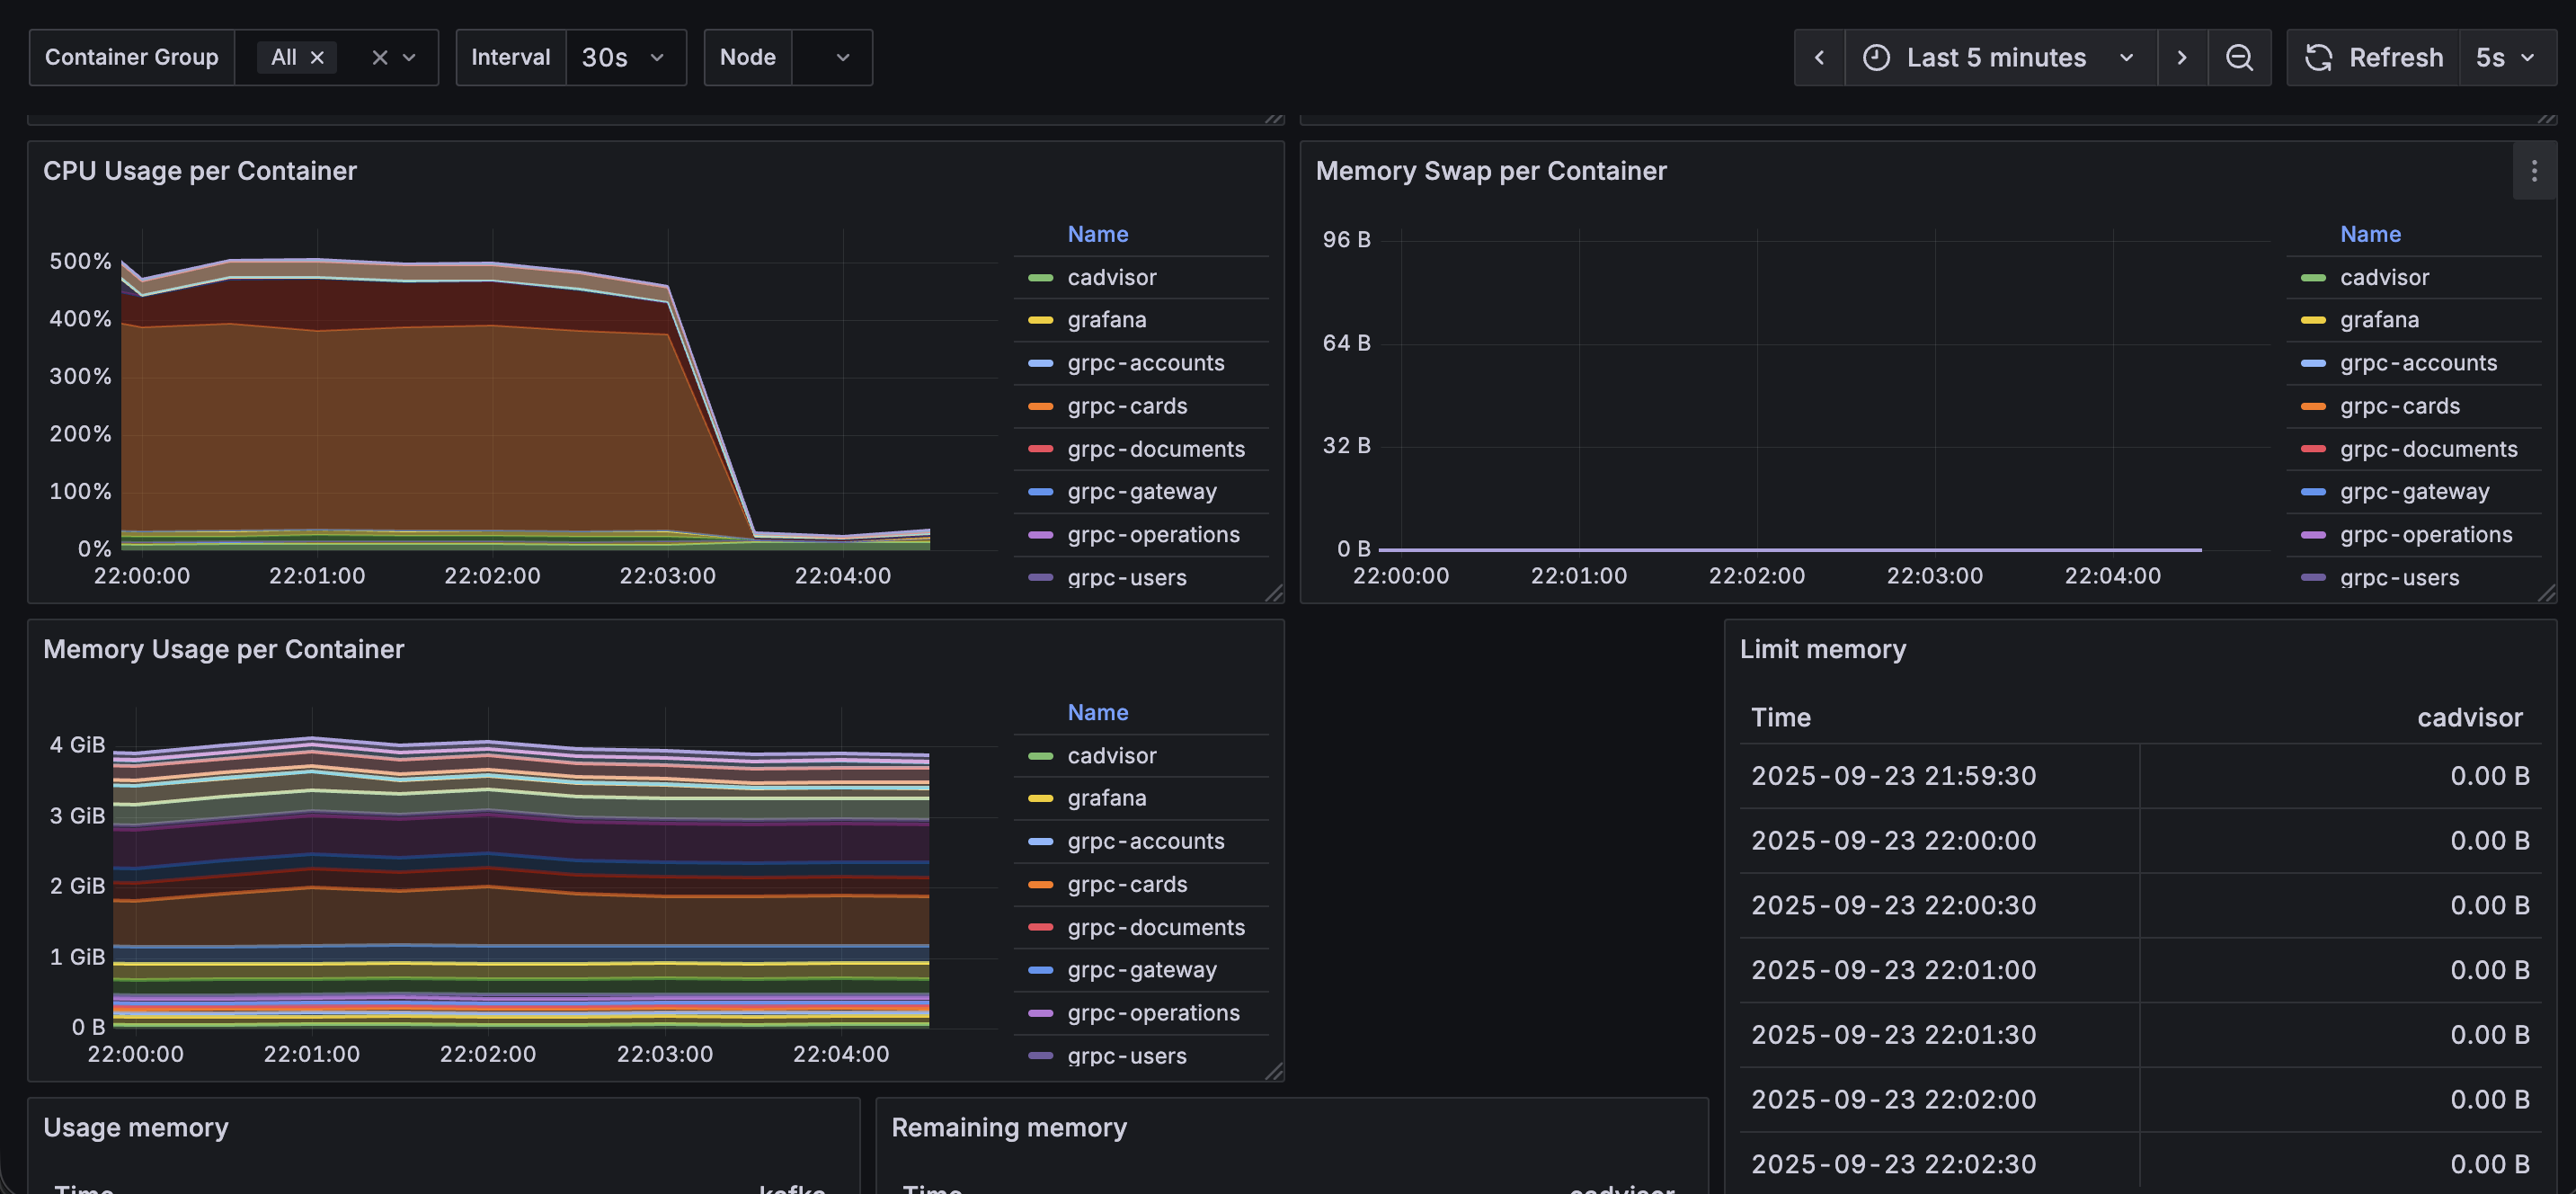 Container Group All Interval 30s Node Last 5 minutes Refresh 5s
CPU Usage per Container
500%
400%
300%
200%
100%
0%
22:00:00 22:01:00 22:02:00 22:03:00 22:04:00
Name
cadvisor
grafana
grpc-accounts
grpc-cards
grpc-documents
grpc-gateway
grpc-operations
grpc-users
Memory Swap per Container
96 B
64 B
32 B
0 B
22:00:00 22:01:00 22:02:00 22:03:00 22:04:00
Name
cadvisor
grafana
grpc-accounts
grpc-cards
grpc-documents
grpc-gateway
grpc-operations
grpc-users
Memory Usage per Container
4 GiB
3 GiB
2 GiB
1 GiB
0 B
22:00:00 22:01:00 22:02:00 22:03:00 22:04:00
Name
cadvisor
grafana
grpc-accounts
grpc-cards
grpc-documents
grpc-gateway
grpc-operations
grpc-users
Limit memory
Time cadvisor
2025-09-23 21:59:30 0.00 B
2025-09-23 22:00:00 0.00 B
2025-09-23 22:00:30 0.00 B
2025-09-23 22:01:00 0.00 B
2025-09-23 22:01:30 0.00 B
2025-09-23 22:02:00 0.00 B
2025-09-23 22:02:30 0.00 B
Usage memory
Time kafka
Remaining memory
Time cadvisor